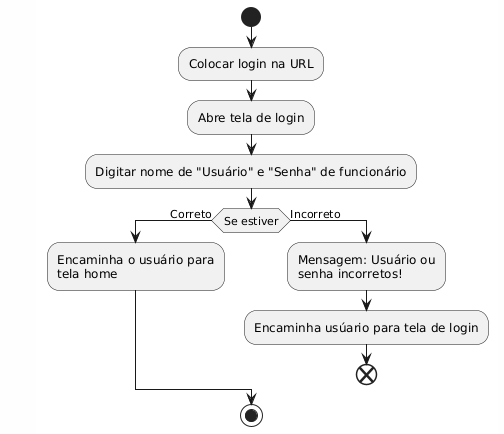 Colocar login na URL
Abre tela de login
Digitar nome de "Usuário" e "Senha" de funcionário
Correto
Se estiver
Incorreto
Encaminha o usuário para
tela home
Mensagem: Usuário ou
senha incorretos!
Encaminha usúario para tela de login